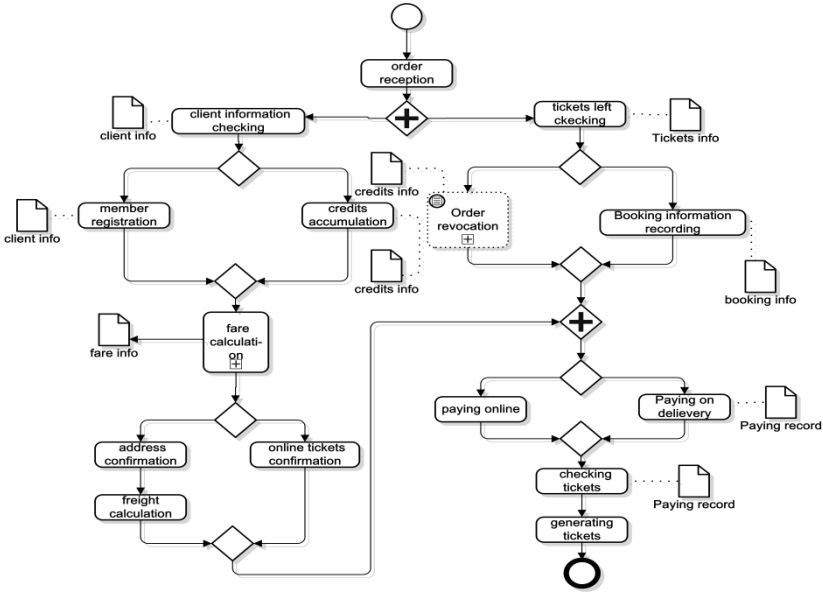 order
reception
client info
client information
checking
tickets left
ckecking
Tickets info
credits info
client info
member
registration
credits
accumulation
Order
revocation
Booking information
recording
credits info
booking info
fare info
fare
calculati-
on
paying online
Paying on
delievery
Paying record
address
confirmation
online tickets
confirmation
checking
tickets
Paying record
freight
calculation
generating
tickets